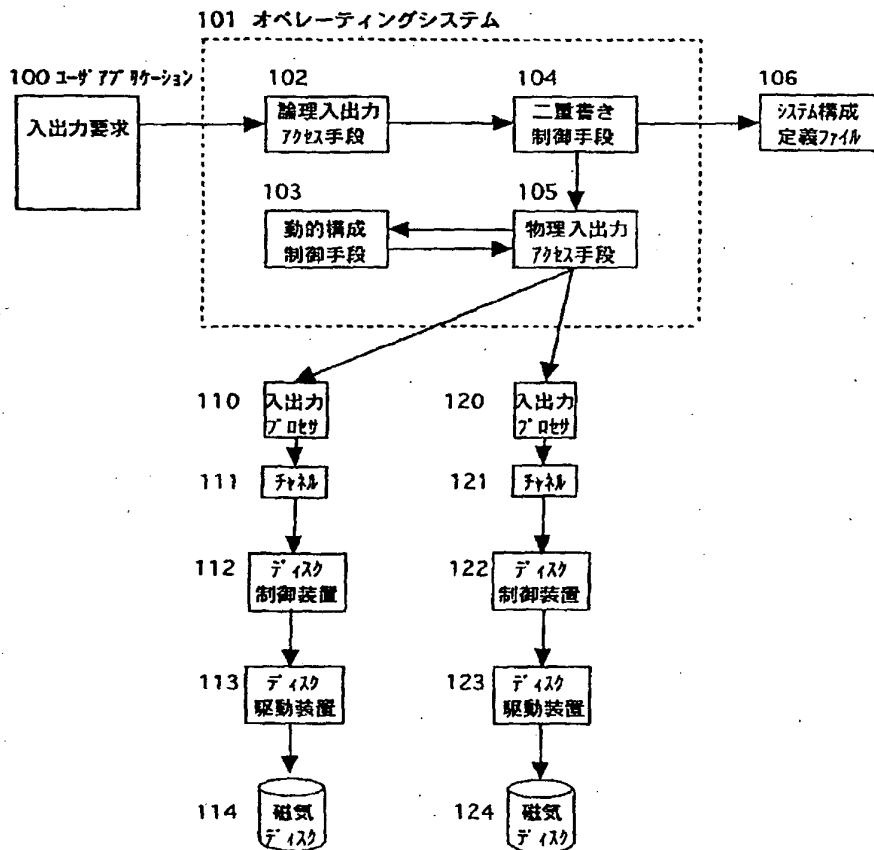 101 オペレーティングシステム
100 ユーザアプリケーション
入出力要求
102
論理入出力
アクセス手段
104
二重書き
制御手段
106
システム構成
定義ファイル
103
動的構成
制御手段
105
物理入出力
アクセス手段
110
入出力
プロセサ
120
入出力
プロセサ
111
チャネル
121
チャネル
112
ディスク
制御装置
122
ディスク
制御装置
113
ディスク
駆動装置
123
ディスク
駆動装置
114
磁気
ディスク
124
磁気
ディスク